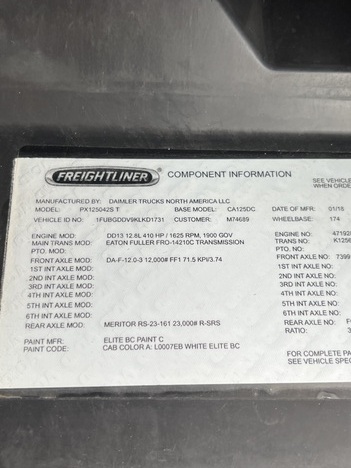 FREIGHTLINER COMPONENT INFORMATION
SEE VEHICLE
WHEN ORDE
MANUFACTURED BY: DAIMLER TRUCKS NORTH AMERICA LLC
MODEL: PX125042S T BASE MODEL: CA125DC DATE OF MFR: 01/18
VEHICLE ID NO: 1FUBGDDV9KLKD1731 CUSTOMER: M74689 WHEELBASE: 174
ENGINE MOD: DD13 12.8L 410 HP / 1625 RPM, 1900 GOV ENGINE NO: 47192
MAIN TRANS MOD: EATON FULLER FRO-14210C TRANSMISSION TRANS NO: K1256
PTO. MOD: PTO. NO:
FRONT AXLE MOD: DA-F-12.0-3 12,000# FF1 71.5 KPI/3.74 FRONT AXLE NO: 7399
1ST INT AXLE MOD: 1ST INT AXLE NO:
2ND INT AXLE MOD: 2ND INT AXLE NO:
3RD INT AXLE MOD: 3RD INT AXLE NO:
4TH INT AXLE MOD: 4TH INT AXLE NO:
5TH INT AXLE MOD: 5TH INT AXLE NO:
6TH INT AXLE MOD: 6TH INT AXLE NO:
REAR AXLE MOD: MERITOR RS-23-161 23,000# R-SRS REAR AXLE NO:
RATIO: 3
PAINT MFR: ELITE BC PAINT C
PAINT CODE: CAB COLOR A: L0007EB WHITE ELITE BC
FOR COMPLETE PA
SEE VEHICLE SPE